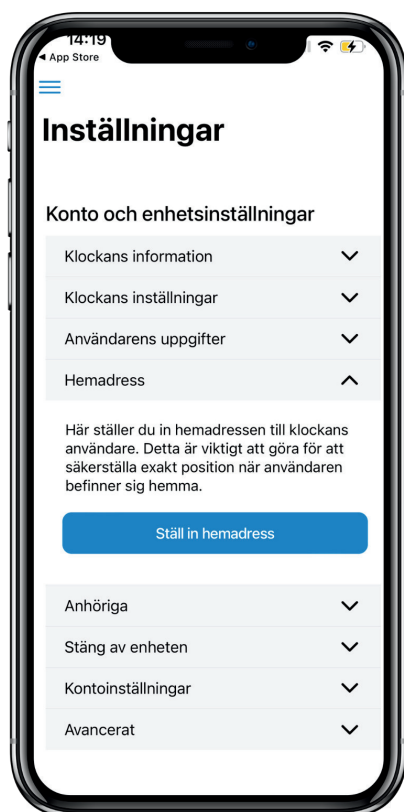 14:19
App Store
Inställningar
Konto och enhetsinställningar
Klockans information
Klockans inställningar
Användarens uppgifter
Hemadress
Här ställer du in hemadressen till klockans
användare. Detta är viktigt att göra för att
säkerställa exakt position när användaren
befinner sig hemma.
Ställ in hemadress
Anhöriga
Stäng av enheten
Kontoinställningar
Avancerat